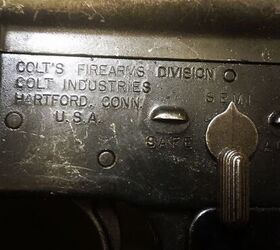 COLT'S FIREARMS DIVISION
COLT INDUSTRIES
HARTFORD, CONN.
U.S.A.
SEMI
SAFE